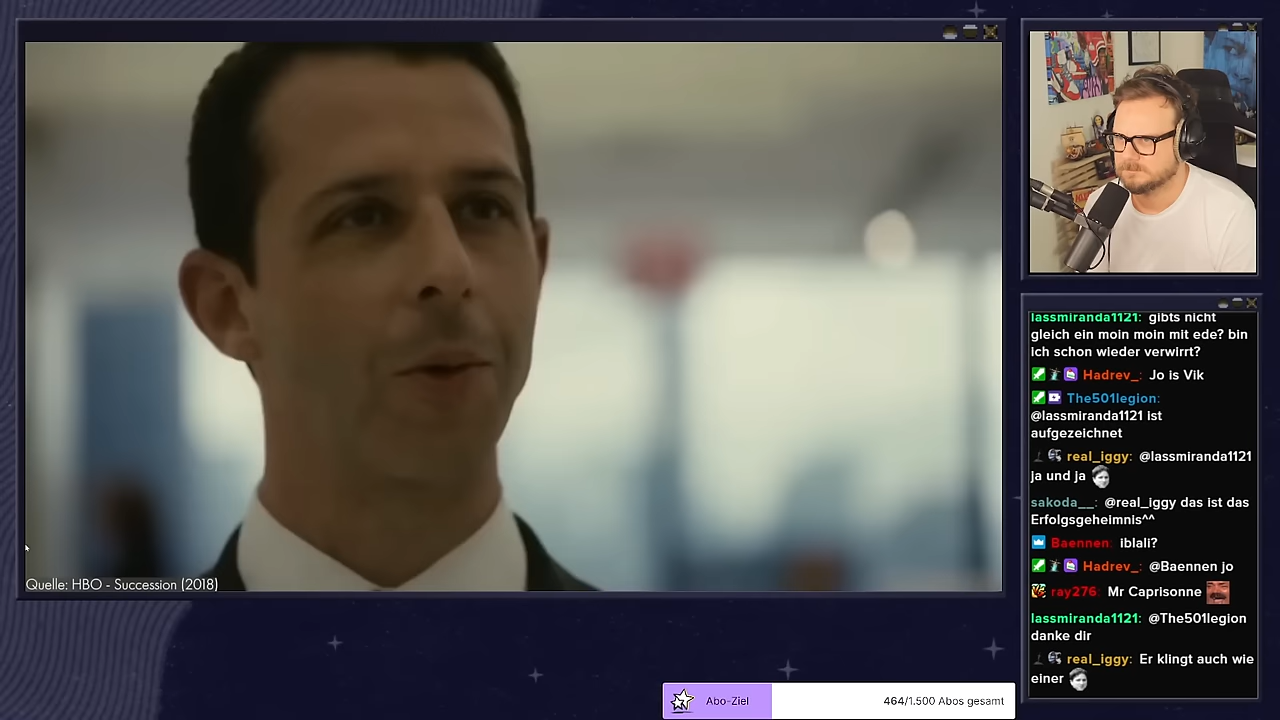 Quelle: HBO - Succession (2018)
lassmiranda1121: gibts nicht
gleich ein moin moin mit ede? bin
ich schon wieder verwirrt?
Hadrev_: Jo is Vik
The501legion:
@lassmiranda1121 ist
aufgezeichnet
real_iggy: @lassmiranda1121
ja und ja
sakoda__: @real_iggy das ist das
Erfolgsgeheimnis^^
Baennen: iblali?
Hadrev_: @Baennen jo
ray276: Mr Caprisonne
lassmiranda1121: @The501legion
danke dir
real_iggy: Er klingt auch wie
einer
Abo-Ziel
464/1.500 Abos gesamt